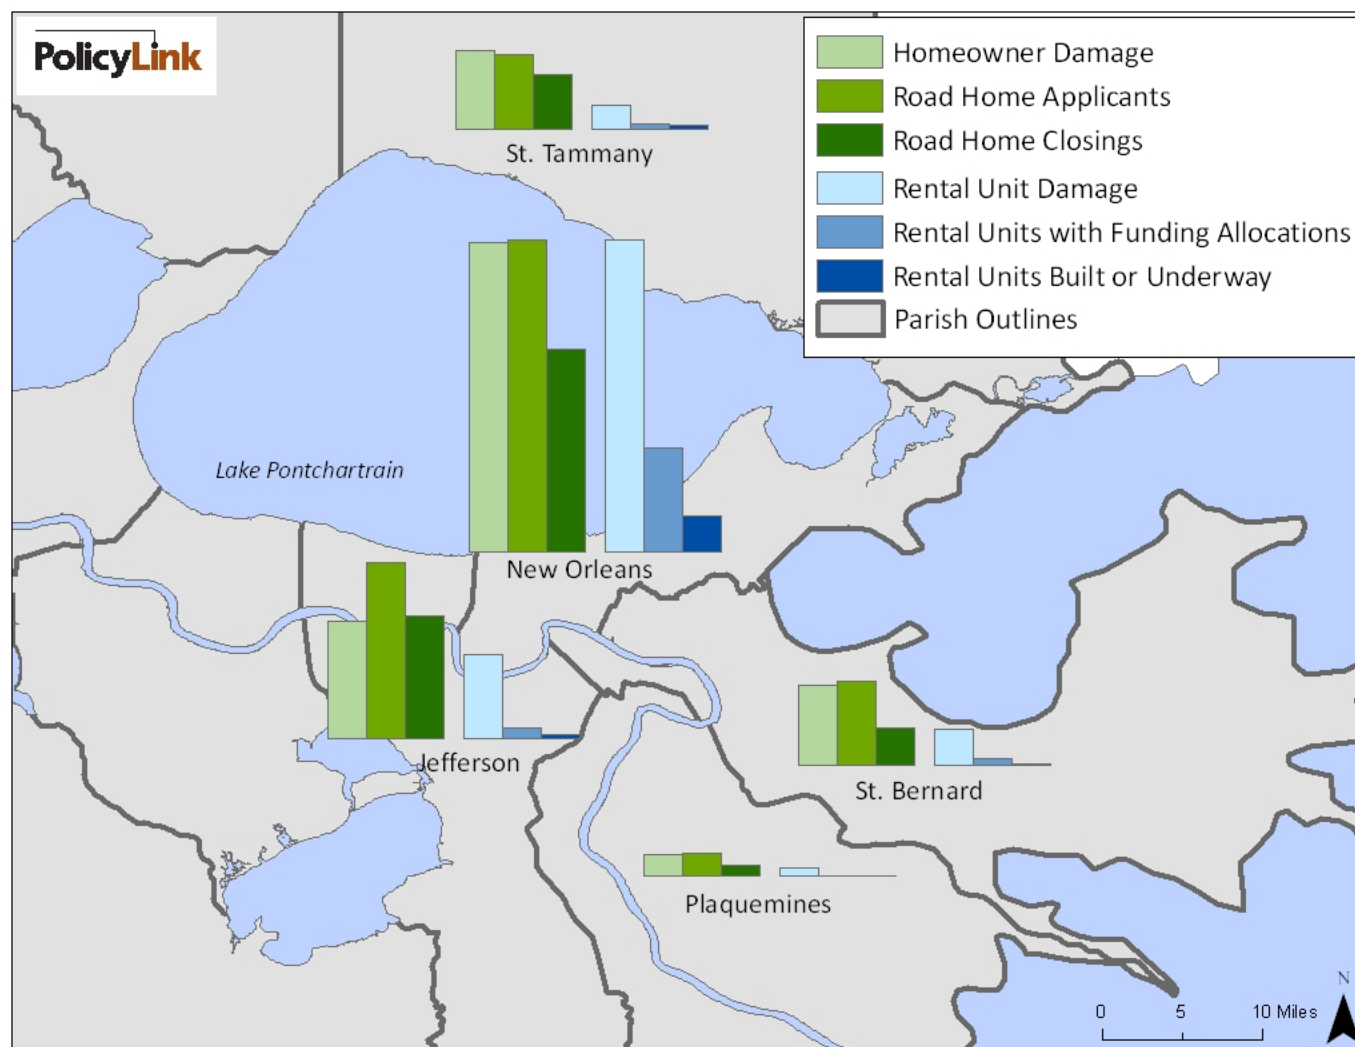 PolicyLink
Homeowner Damage
Road Home Applicants
Road Home Closings
Rental Unit Damage
Rental Units with Funding Allocations
Rental Units Built or Underway
Parish Outlines
St. Tammany
Lake Pontchartrain
New Orleans
Jefferson
St. Bernard
Plaquemines
N
0 5 10 Miles